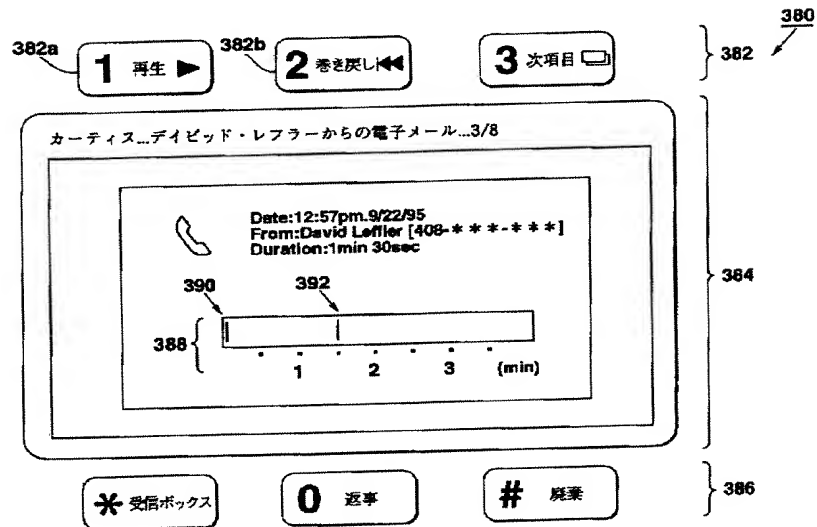 380
382a 382b 382
1 再生 ▶ 2 巻き戻し 3 次項目
カーティス...デイビッド・レフラーからの電子メール...3/8
Date:12:57pm.9/22/95
From:David Leffler [408-***-***]
Duration:1min 30sec
384
390 392
388
1 2 3 (min)
* 受信ボックス 0 返事 # 廃棄
386